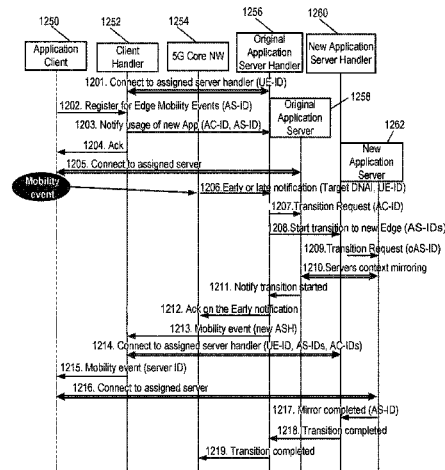 1250
1252
1254
1256
1260
Application Client
Client Handler
5G Core NW
Original Application Server Handler
New Application Server Handler
1201. Connect to assigned server handler (UE-ID)
Original Application Server
1258
1202. Register for Edge Mobility Events (AS-ID)
1203. Notify usage of new App (AC-ID, AS-ID)
1262
1204. Ack
New Application Server
1205. Connect to assigned server
Mobility event
1206.Early or late notification (Target DNAI, UE-ID)
1207.Transition Request (AC-ID)
1208.Start transition to new Edge (AS-IDs)
1209.Transition Request (oAS-ID)
1210.Servers context mirroring
1211. Notify transition started
1212. Ack on the Early notification
1213. Mobility event (new ASH)
1214. Connect to assigned server handler (UE-ID, AS-IDs, AC-IDs)
1215. Mobility event (server ID)
1216. Connect to assigned server
1217. Mirror completed (AS-ID)
1218. Transition completed
1219. Transition completed